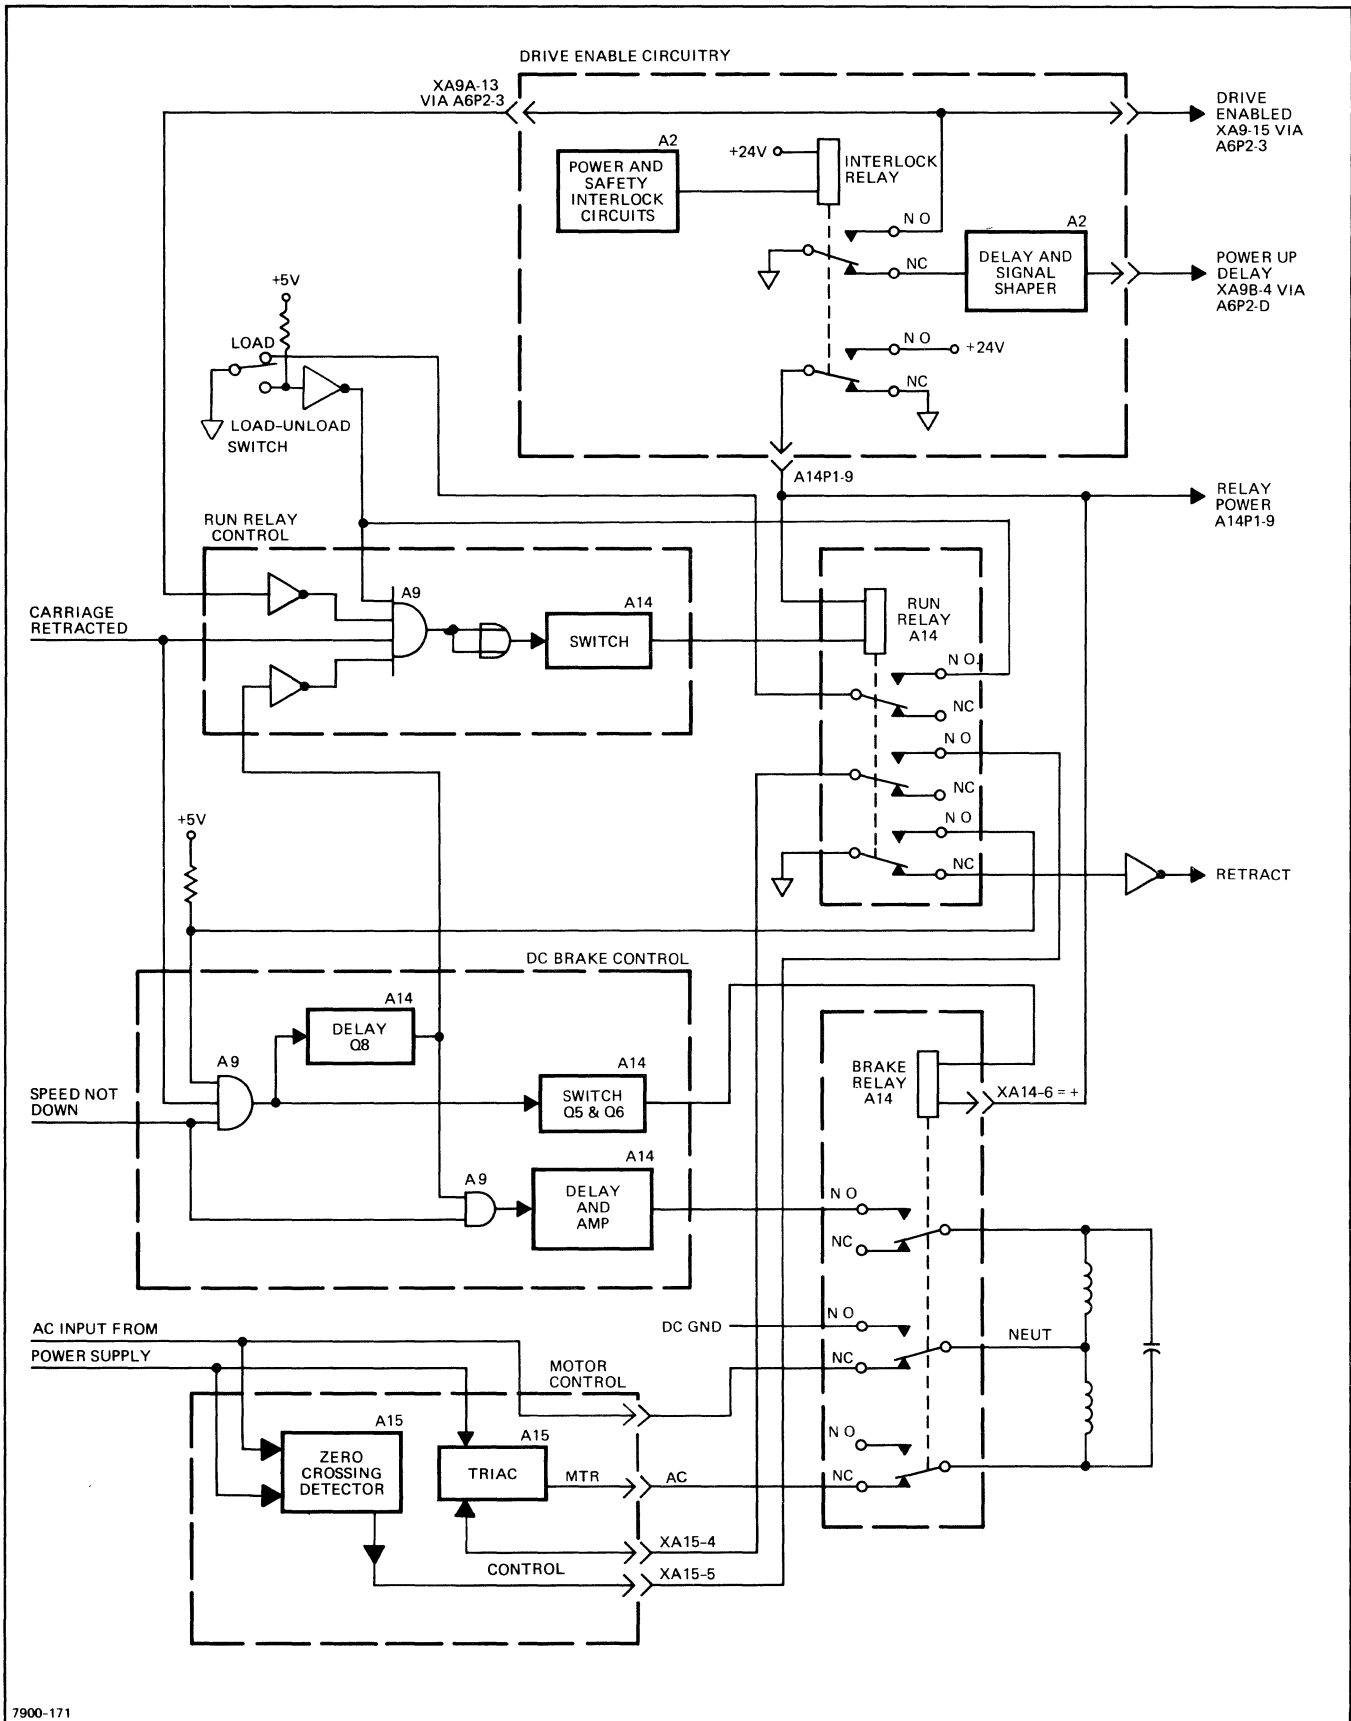 DRIVE ENABLE CIRCUITRY
XA9A-13
VIA A6P2-3
DRIVE
ENABLED
XA9-15 VIA
A6P2-3
A2
POWER AND
SAFETY
INTERLOCK
CIRCUITS
+24V
INTERLOCK
RELAY
N O
NC
A2
DELAY AND
SIGNAL
SHAPER
POWER UP
DELAY
XA9B-4 VIA
A6P2-D
+5V
LOAD
LOAD-UNLOAD
SWITCH
N O
+24V
NC
A14P1-9
RELAY
POWER
A14P1-9
RUN RELAY
CONTROL
CARRIAGE
RETRACTED
A9
A14
SWITCH
RUN
RELAY
A14
N O.
NC
N O
NC
N O
NC
RETRACT
+5V
DC BRAKE CONTROL
A14
DELAY
Q8
A9
SPEED NOT
DOWN
A14
SWITCH
Q5 & Q6
BRAKE
RELAY
A14
XA14-6 = +
A9
A14
DELAY
AND
AMP
N O
NC
AC INPUT FROM
POWER SUPPLY
DC GND
N O
NC
NEUT
MOTOR
CONTROL
A15
ZERO
CROSSING
DETECTOR
A15
TRIAC
MTR
AC
N O
NC
XA15-4
CONTROL
XA15-5
7900-171